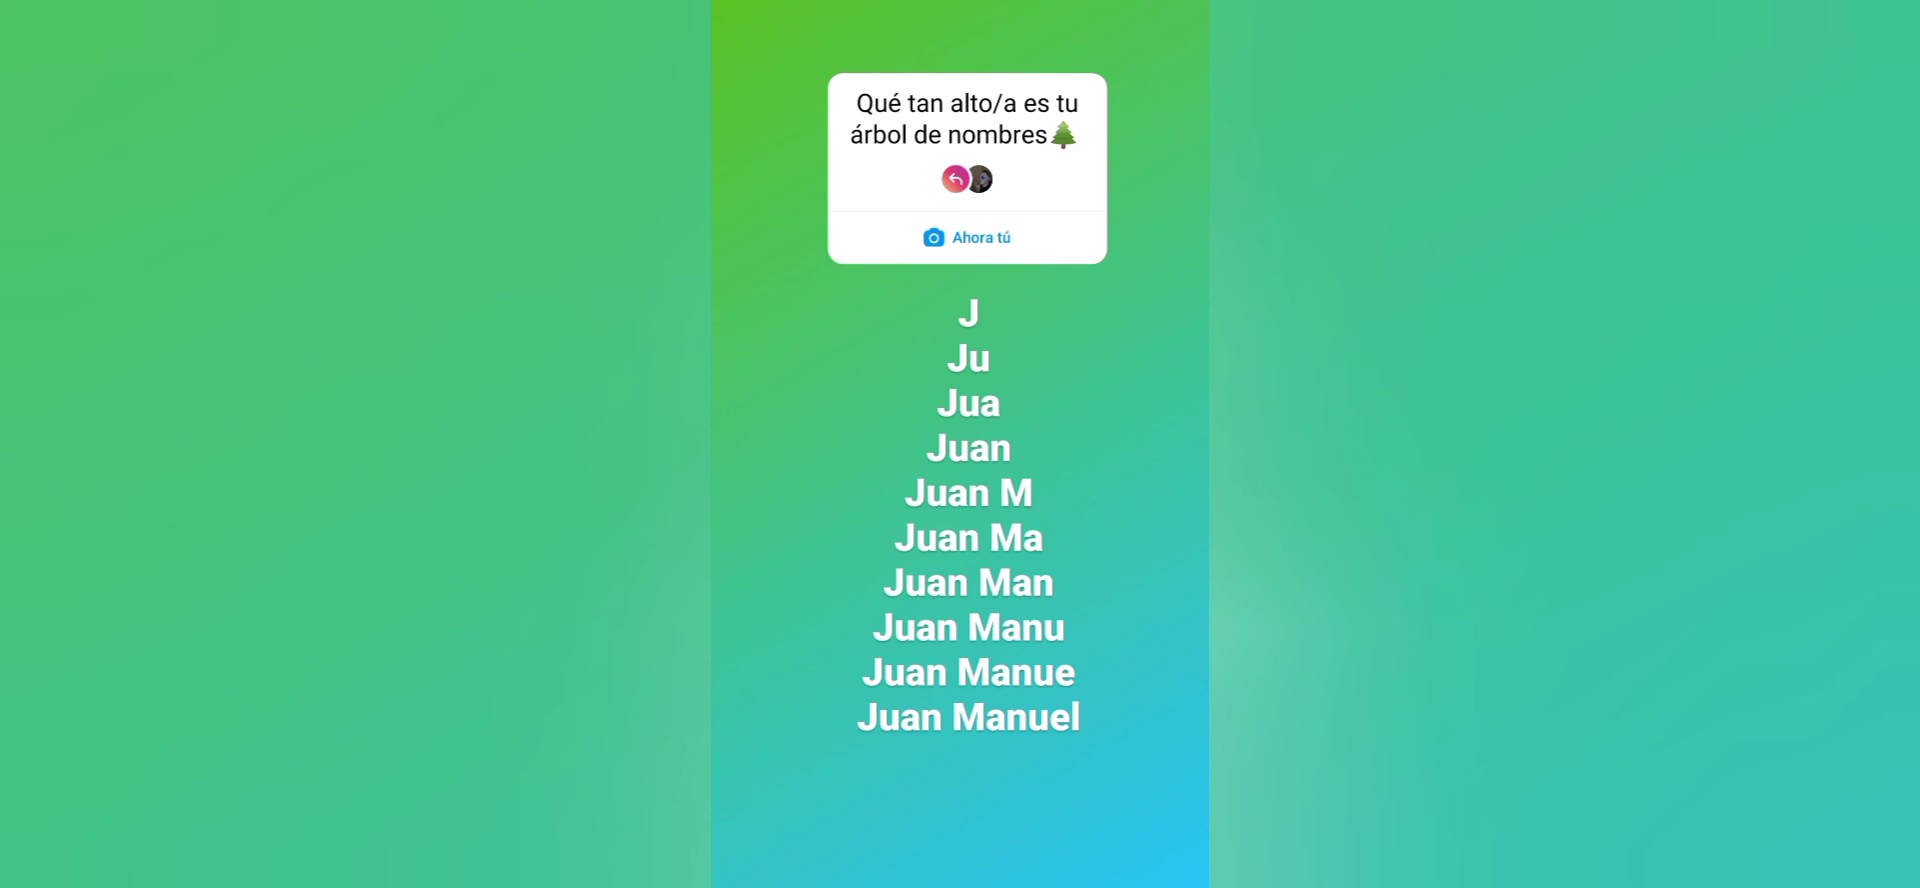 Qué tan alto/a es tu
árbol de nombres🌲
Ahora tú
J
Ju
Jua
Juan
Juan M
Juan Ma
Juan Man
Juan Manu
Juan Manue
Juan Manuel